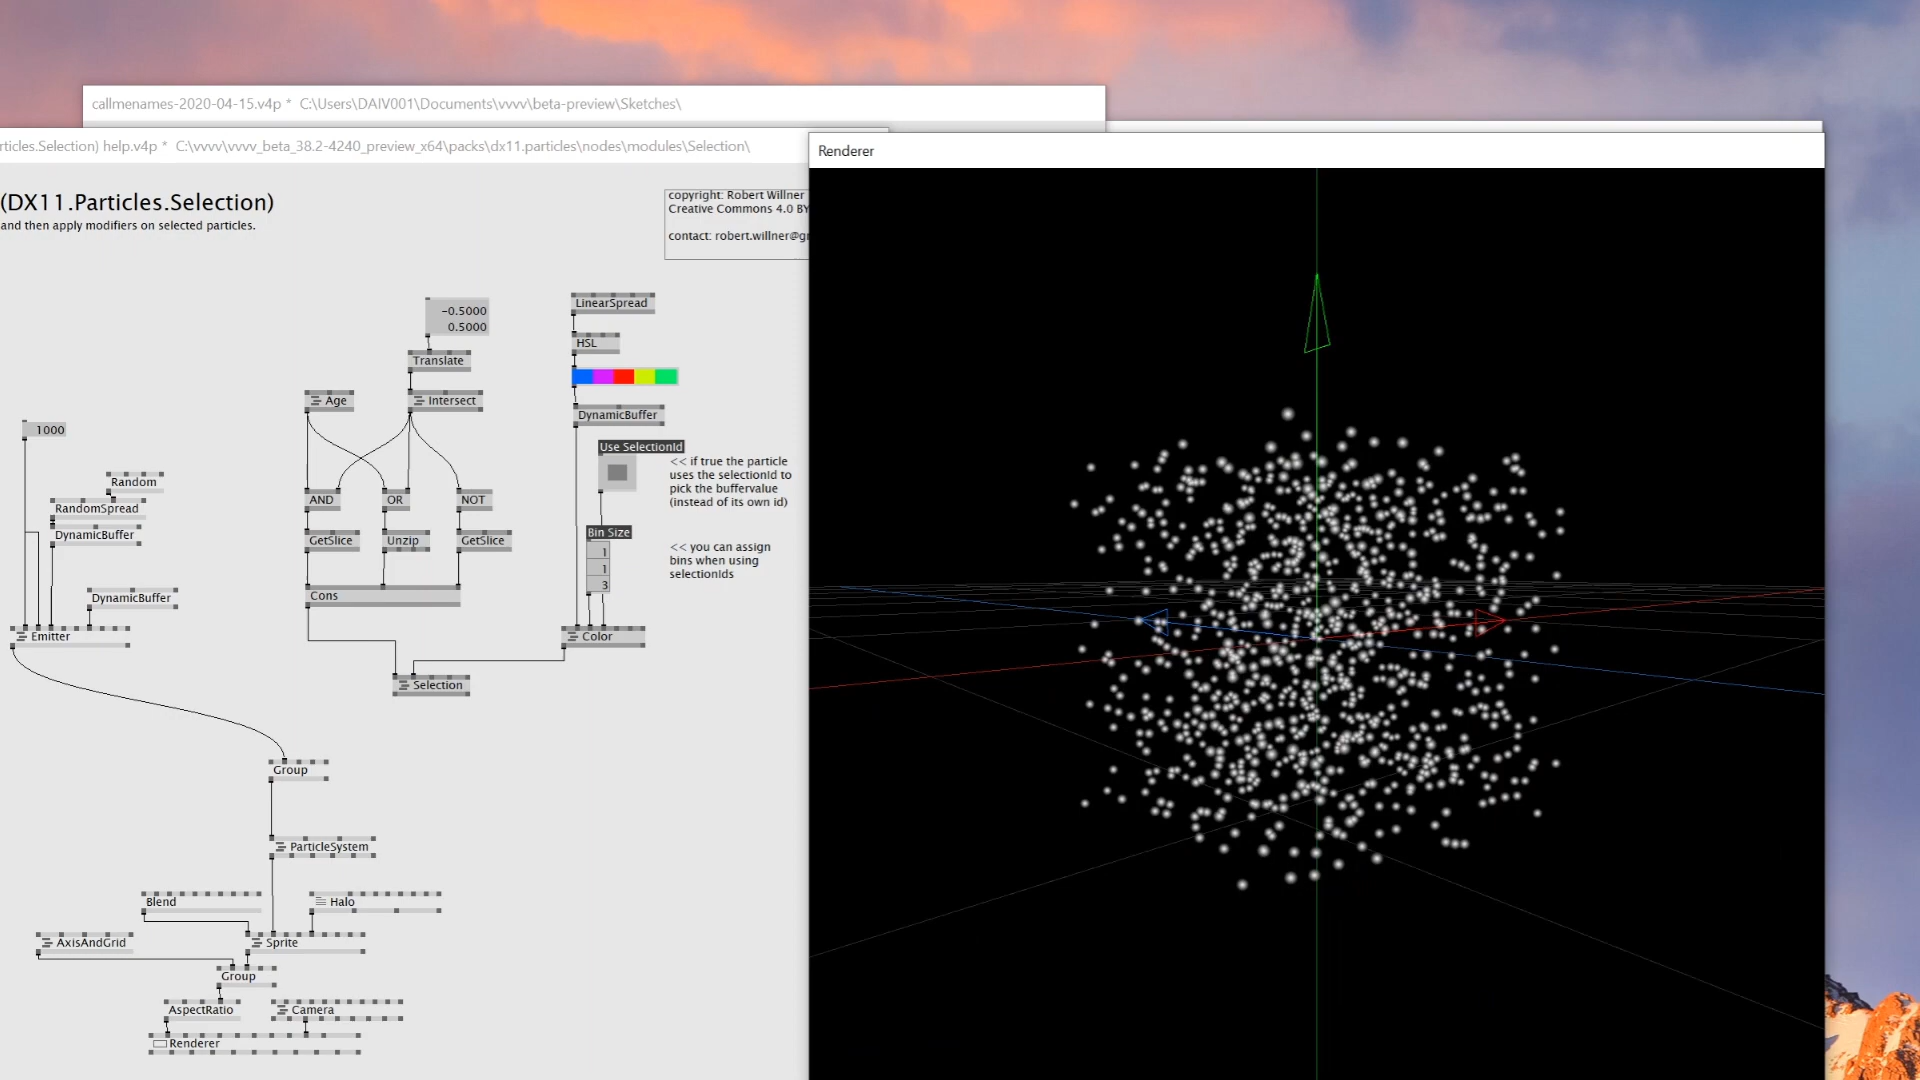 callmenames-2020-04-15.v4p * C:\Users\DAIV001\Documents\vvvv\beta-preview\Sketches\
rticles.Selection) help.v4p * C:\vvvv\vvvv_beta_38.2-4240_preview_x64\packs\dx11.particles\nodes\modules\Selection\
Renderer
(DX11.Particles.Selection)
and then apply modifiers on selected particles.
copyright: Robert Willner
Creative Commons 4.0 BY
contact: robert.willner@gr
LinearSpread
-0.5000
0.5000
HSL
Translate
Age
Intersect
DynamicBuffer
1000
Use SelectionId
<< if true the particle
uses the selectionId to
pick the buffervalue
(instead of its own id)
Random
RandomSpread
DynamicBuffer
AND
OR
NOT
GetSlice
Unzip
GetSlice
Bin Size
1
1
3
<< you can assign
bins when using
selectionIds
DynamicBuffer
Cons
Emitter
Color
Selection
Group
ParticleSystem
Blend
Halo
AxisAndGrid
Sprite
Group
AspectRatio
Camera
Renderer